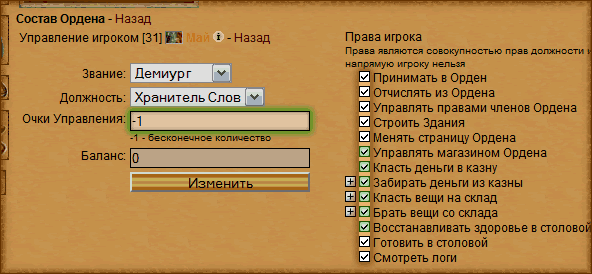 Состав Ордена - Назад
Управление игроком [31] Май - Назад
Звание: Демиург
Должность: Хранитель Слов
Очки Управления: -1
-1 - бесконечное количество
Баланс: 0
Изменить
Права игрока
Права являются совокупностью прав должности и
напрямую игроку нельзя
Принимать в Орден
Отчислять из Ордена
Управлять правами членов Ордена
Строить Здания
Менять страницу Ордена
Управлять магазином Ордена
Класть деньги в казну
Забирать деньги из казны
Класть вещи на склад
Брать вещи со склада
Восстанавливать здоровье в столовой
Готовить в столовой
Смотреть логи